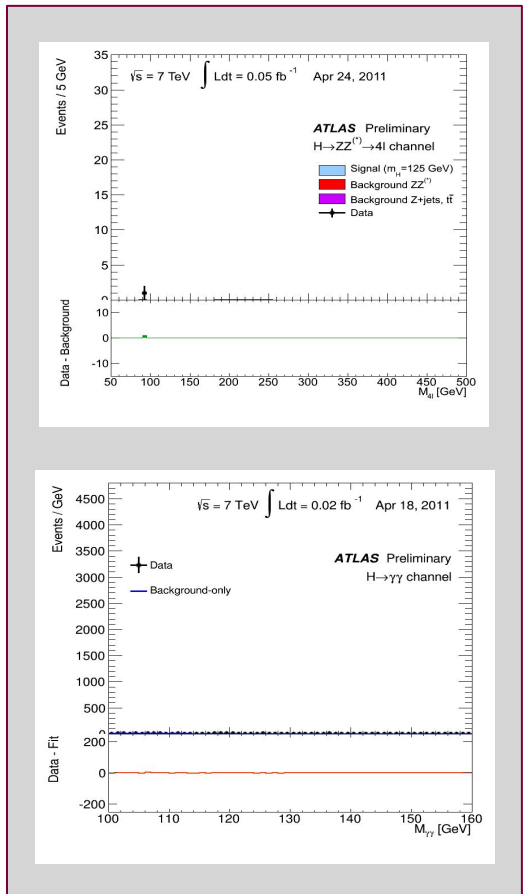 √s = 7 TeV ∫ Ldt = 0.05 fb⁻¹ Apr 24, 2011
ATLAS Preliminary
H→ZZ(*)→4l channel
Signal (mH=125 GeV)
Background ZZ(*)
Background Z+jets, tt̄
Data
Events / 5 GeV
35
30
25
20
15
10
5
0
Data - Background
10
0
-10
50 100 150 200 250 300 350 400 450 500
M4l [GeV]
√s = 7 TeV ∫ Ldt = 0.02 fb⁻¹ Apr 18, 2011
ATLAS Preliminary
H→γγ channel
Data
Background-only
Events / GeV
4500
4000
3500
3000
2500
2000
1500
1000
500
0
Data - Fit
200
0
-200
100 110 120 130 140 150 160
Mγγ [GeV]